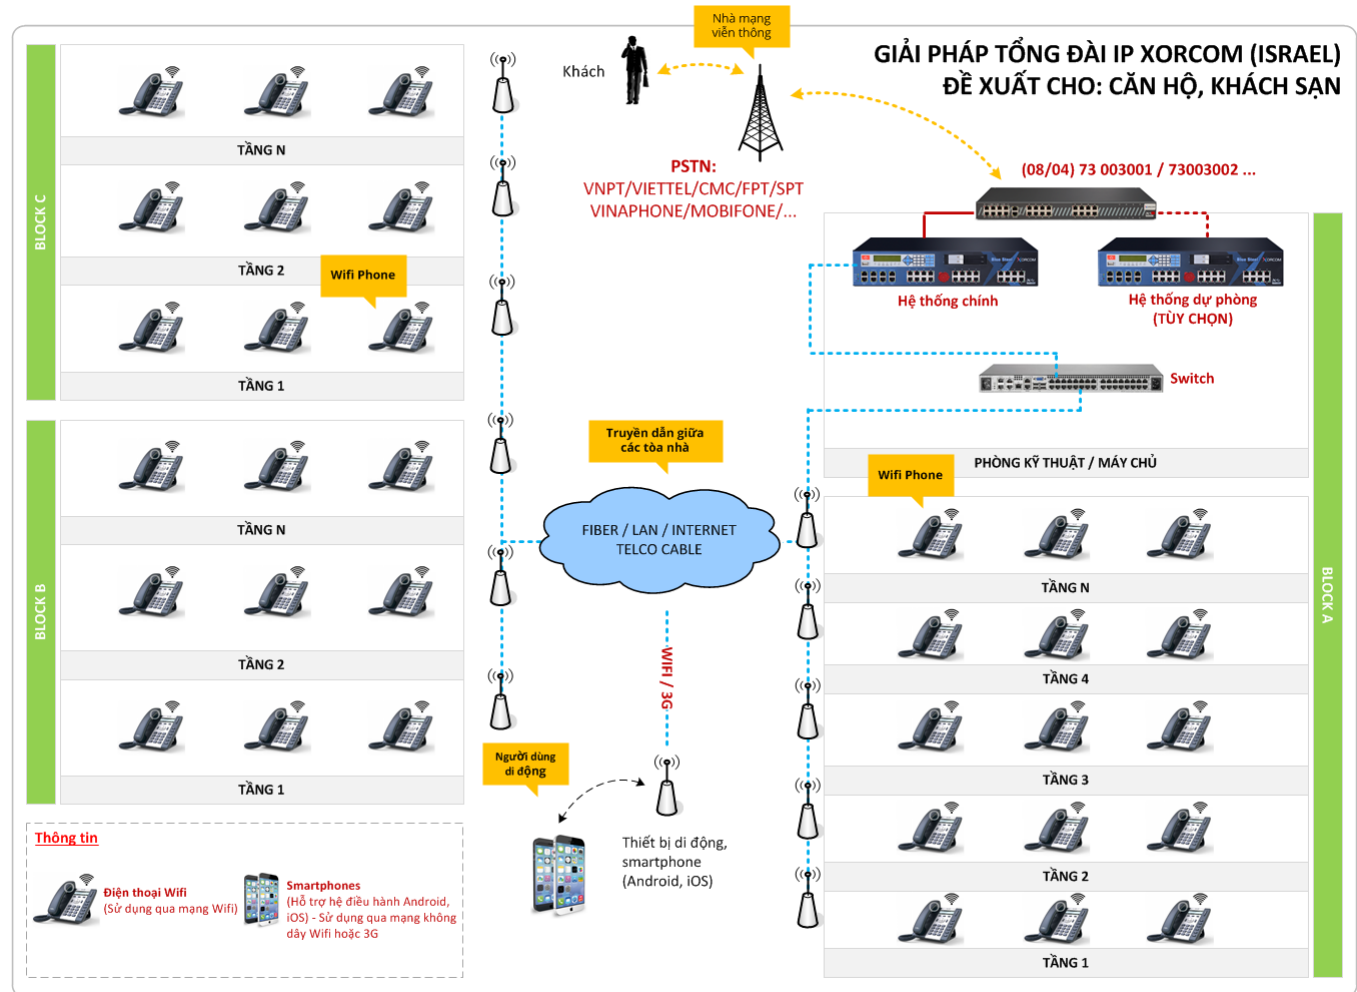 Nhà mạng
viễn thông
GIẢI PHÁP TỔNG ĐÀI IP XORCOM (ISRAEL)
ĐỀ XUẤT CHO: CĂN HỘ, KHÁCH SẠN
Khách
PSTN:
VNPT/VIETTEL/CMC/FPT/SPT
VINAPHONE/MOBIFONE/...
(08/04) 73 003001 / 73003002 ...
BLOCK C
TẦNG N
TẦNG 2
Wifi Phone
TẦNG 1
XORCOM
XORCOM
Hệ thống chính
Hệ thống dự phòng
(TÙY CHỌN)
Switch
PHÒNG KỸ THUẬT / MÁY CHỦ
Truyền dẫn giữa
các tòa nhà
FIBER / LAN / INTERNET
TELCO CABLE
WIFI / 3G
BLOCK B
TẦNG N
TẦNG 2
TẦNG 1
BLOCK A
Wifi Phone
TẦNG N
TẦNG 4
TẦNG 3
TẦNG 2
TẦNG 1
Người dùng
di động
Thiết bị di động,
smartphone
(Android, iOS)
Thông tin
Điện thoại Wifi
(Sử dụng qua mạng Wifi)
Smartphones
(Hỗ trợ hệ điều hành Android,
iOS) - Sử dụng qua mạng không
dây Wifi hoặc 3G